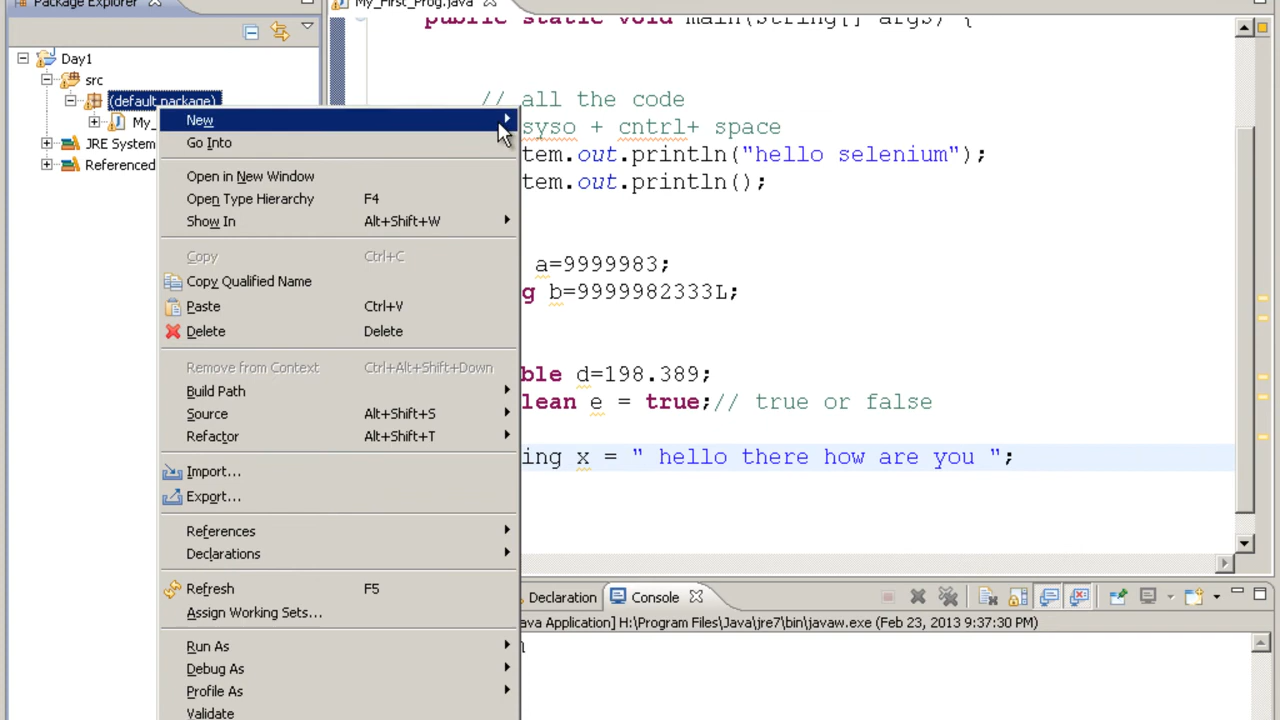 Package Explorer
My_First_Prog.java
public static void main(String[] args) {
Day1
src
(default package)
My_
JRE System
Referenced
New
Go Into
Open in New Window
Open Type Hierarchy F4
Show In Alt+Shift+W
Copy Ctrl+C
Copy Qualified Name
Paste Ctrl+V
Delete Delete
Remove from Context Ctrl+Alt+Shift+Down
Build Path
Source Alt+Shift+S
Refactor Alt+Shift+T
Import...
Export...
References
Declarations
Refresh F5
Assign Working Sets...
Run As
Debug As
Profile As
Validate
// all the code
syso + cntrl+ space
tem.out.println("hello selenium");
tem.out.println();
a=9999983;
g b=9999982333L;
ble d=198.389;
lean e = true;// true or false
ing x = " hello there how are you ";
Declaration Console
ava Application] H:\Program Files\Java\jre7\bin\javaw.exe (Feb 23, 2013 9:37:30 PM)